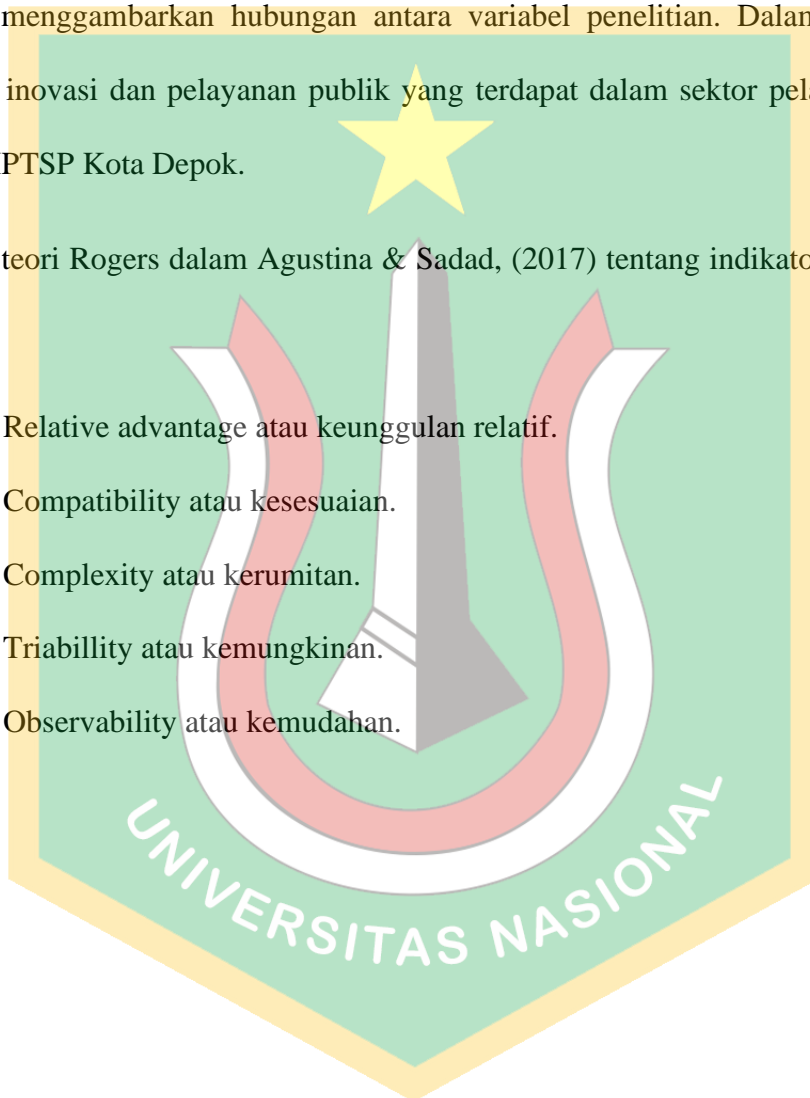 menggambarkan hubungan antara variabel penelitian. Dalam
inovasi dan pelayanan publik yang terdapat dalam sektor pela
PTSP Kota Depok.
teori Rogers dalam Agustina & Sadad, (2017) tentang indikato
Relative advantage atau keunggulan relatif.
Compatibility atau kesesuaian.
Complexity atau kerumitan.
Triabillity atau kemungkinan.
Observability atau kemudahan.
UNIVERSITAS NASIONAL